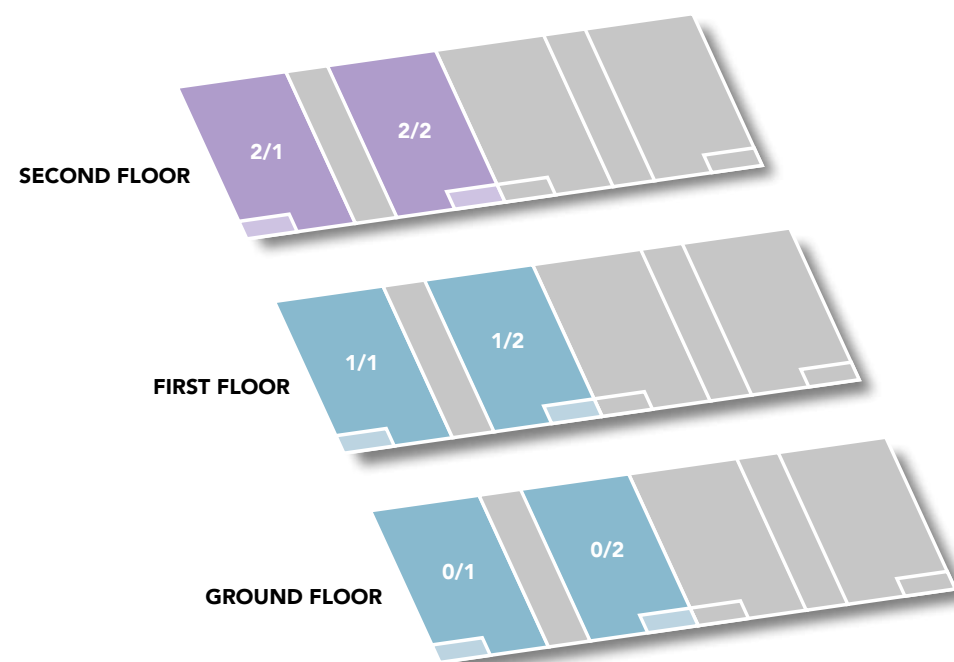 2/1
2/2
SECOND FLOOR
1/1
1/2
FIRST FLOOR
0/1
0/2
GROUND FLOOR